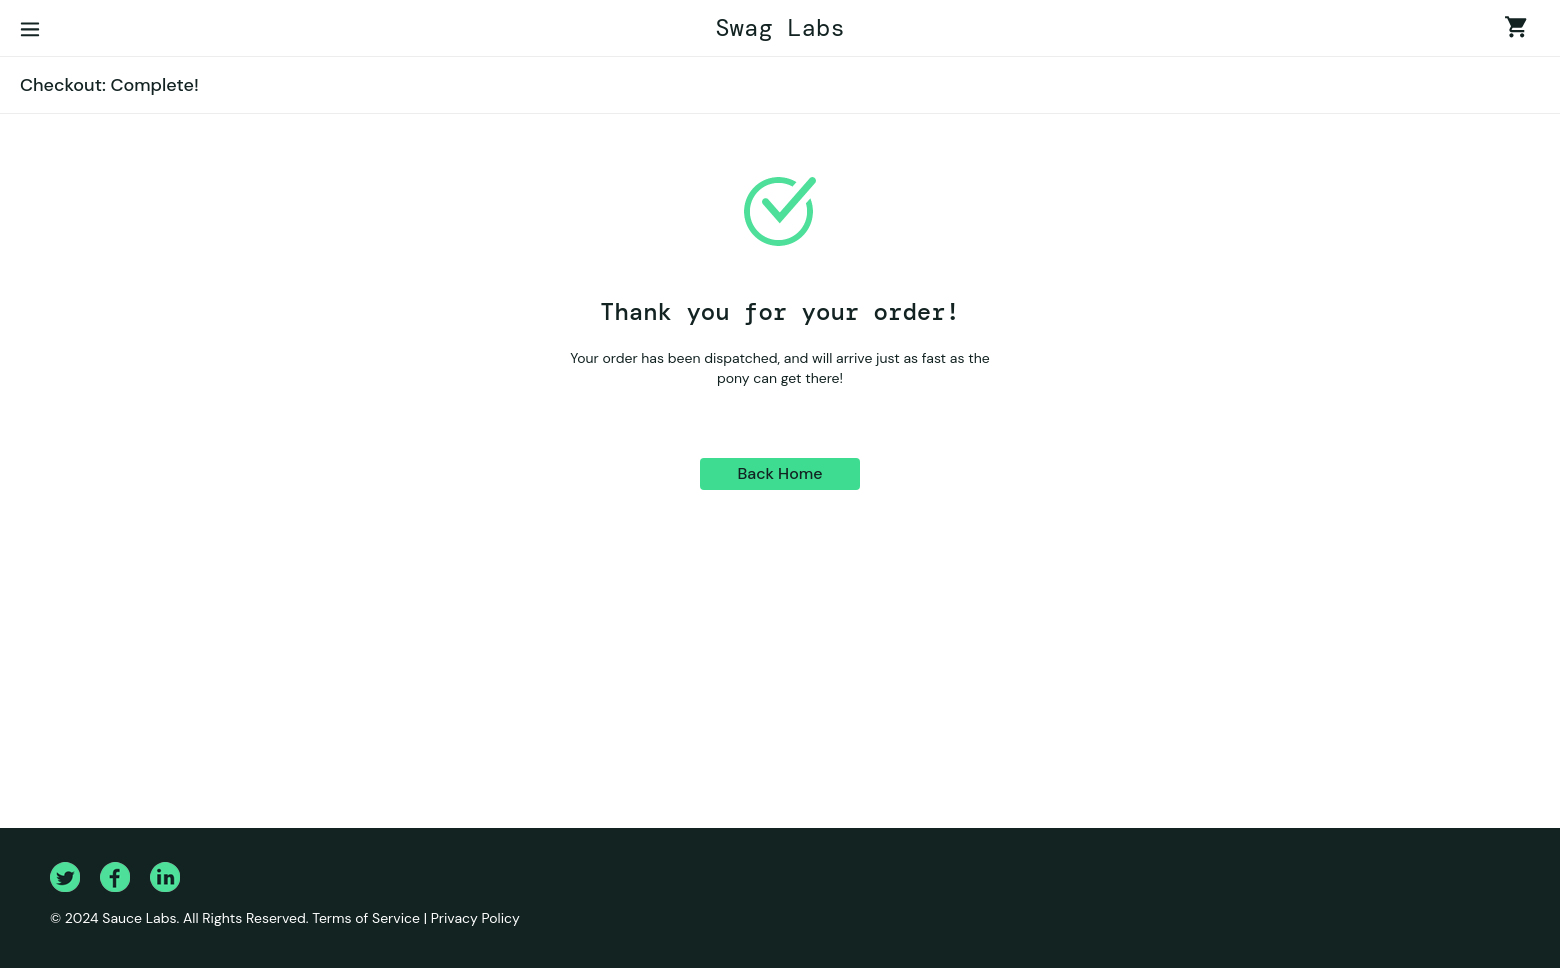 Swag Labs
Checkout: Complete!
Thank you for your order!
Your order has been dispatched, and will arrive just as fast as the
pony can get there!
Back Home
© 2024 Sauce Labs. All Rights Reserved. Terms of Service | Privacy Policy